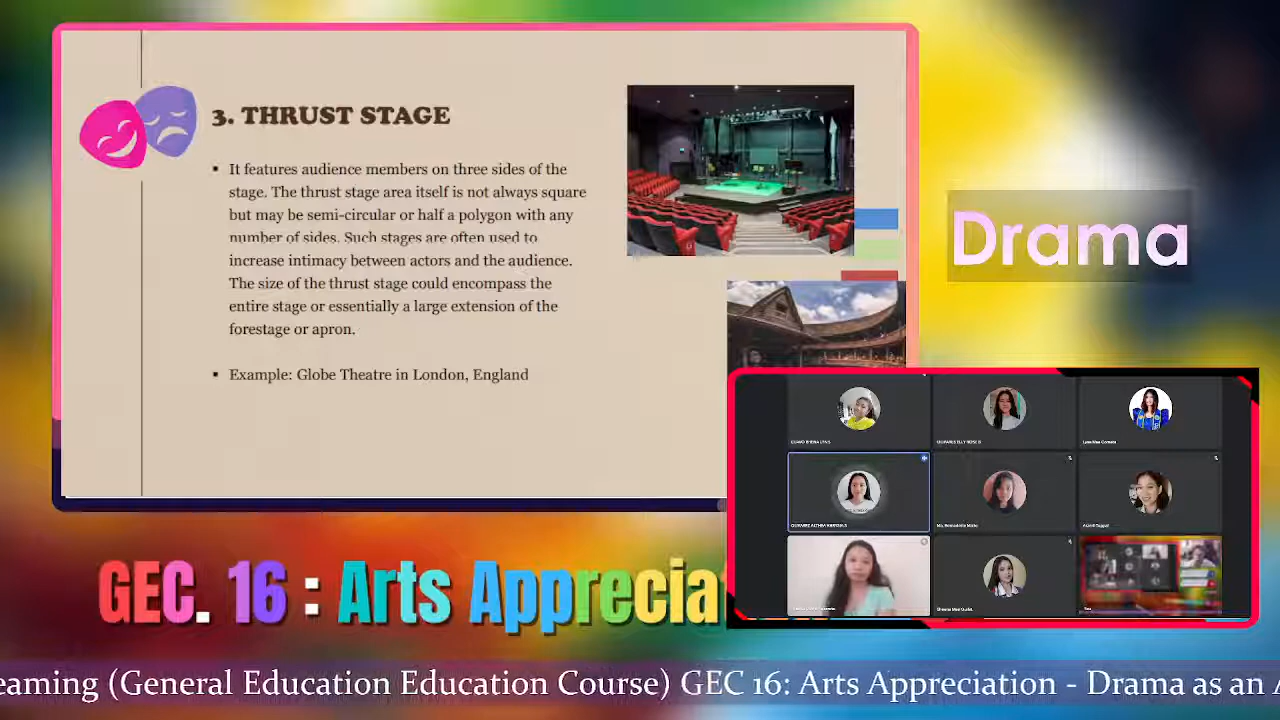 3. THRUST STAGE
▪ It features audience members on three sides of the
stage. The thrust stage area itself is not always square
but may be semi-circular or half a polygon with any
number of sides. Such stages are often used to
increase intimacy between actors and the audience.
The size of the thrust stage could encompass the
entire stage or essentially a large extension of the
forestage or apron.
▪ Example: Globe Theatre in London, England
Drama
GEC. 16 : Arts Apprecia
eaming (General Education Education Course) GEC 16: Arts Appreciation - Drama as an A